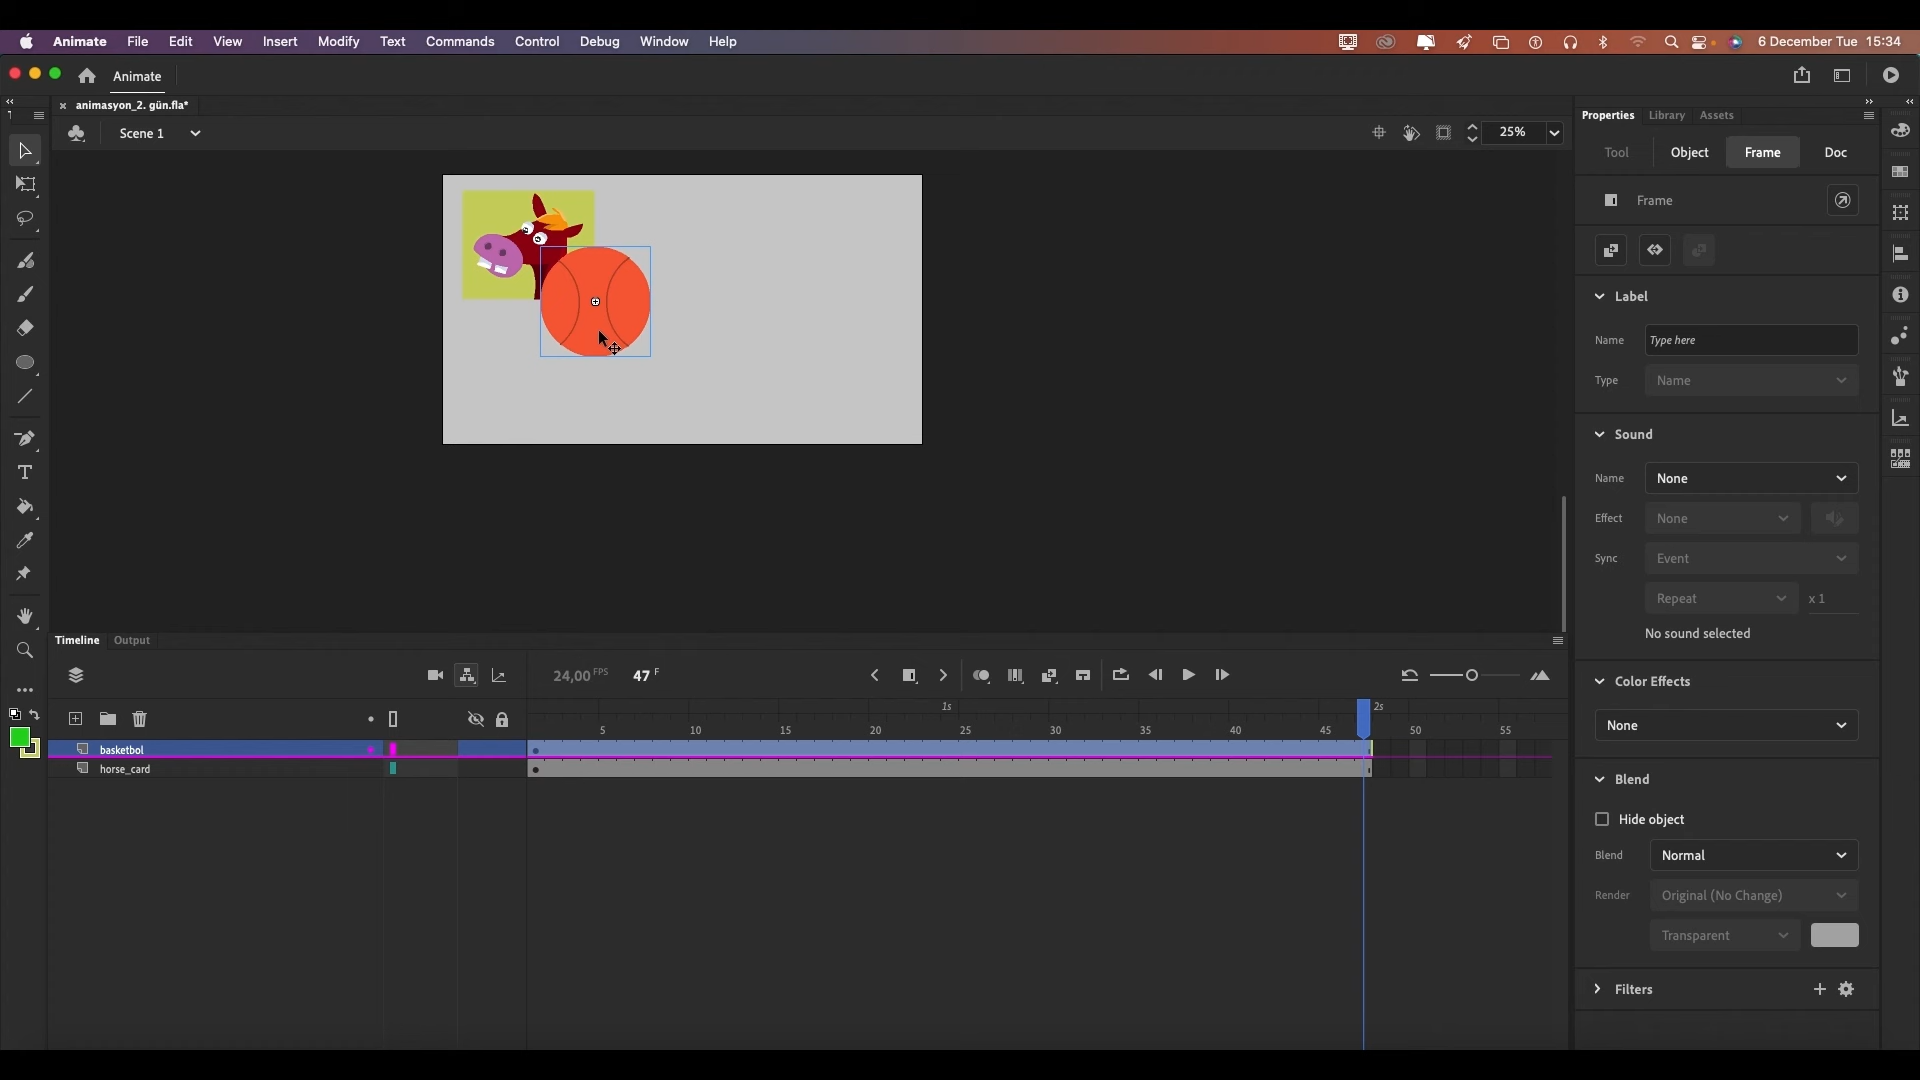 Animate File Edit View Insert Modify Text Commands Control Debug Window Help 6 December Tue 15:34
Animate
animasyon_2. gün.fla*
Scene 1
25%
Properties Library Assets
Tool Object Frame Doc
Frame
Label
Name Type here
Type Name
Sound
Name None
Effect None
Sync Event
Repeat x 1
No sound selected
Color Effects
None
Blend
Hide object
Blend Normal
Render Original (No Change)
Transparent
Filters
Timeline Output
24,00 FPS 47 F
1s 2s
5 10 15 20 25 30 35 40 45 50 55
basketbol
horse_card